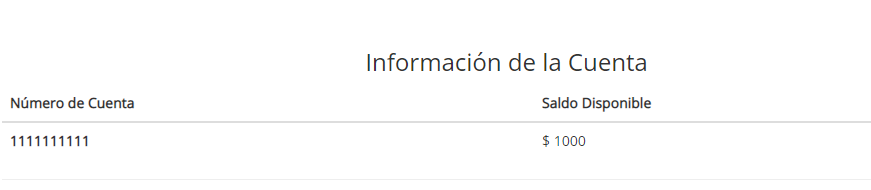 Información de la Cuenta
Número de Cuenta Saldo Disponible
1111111111 $ 1000